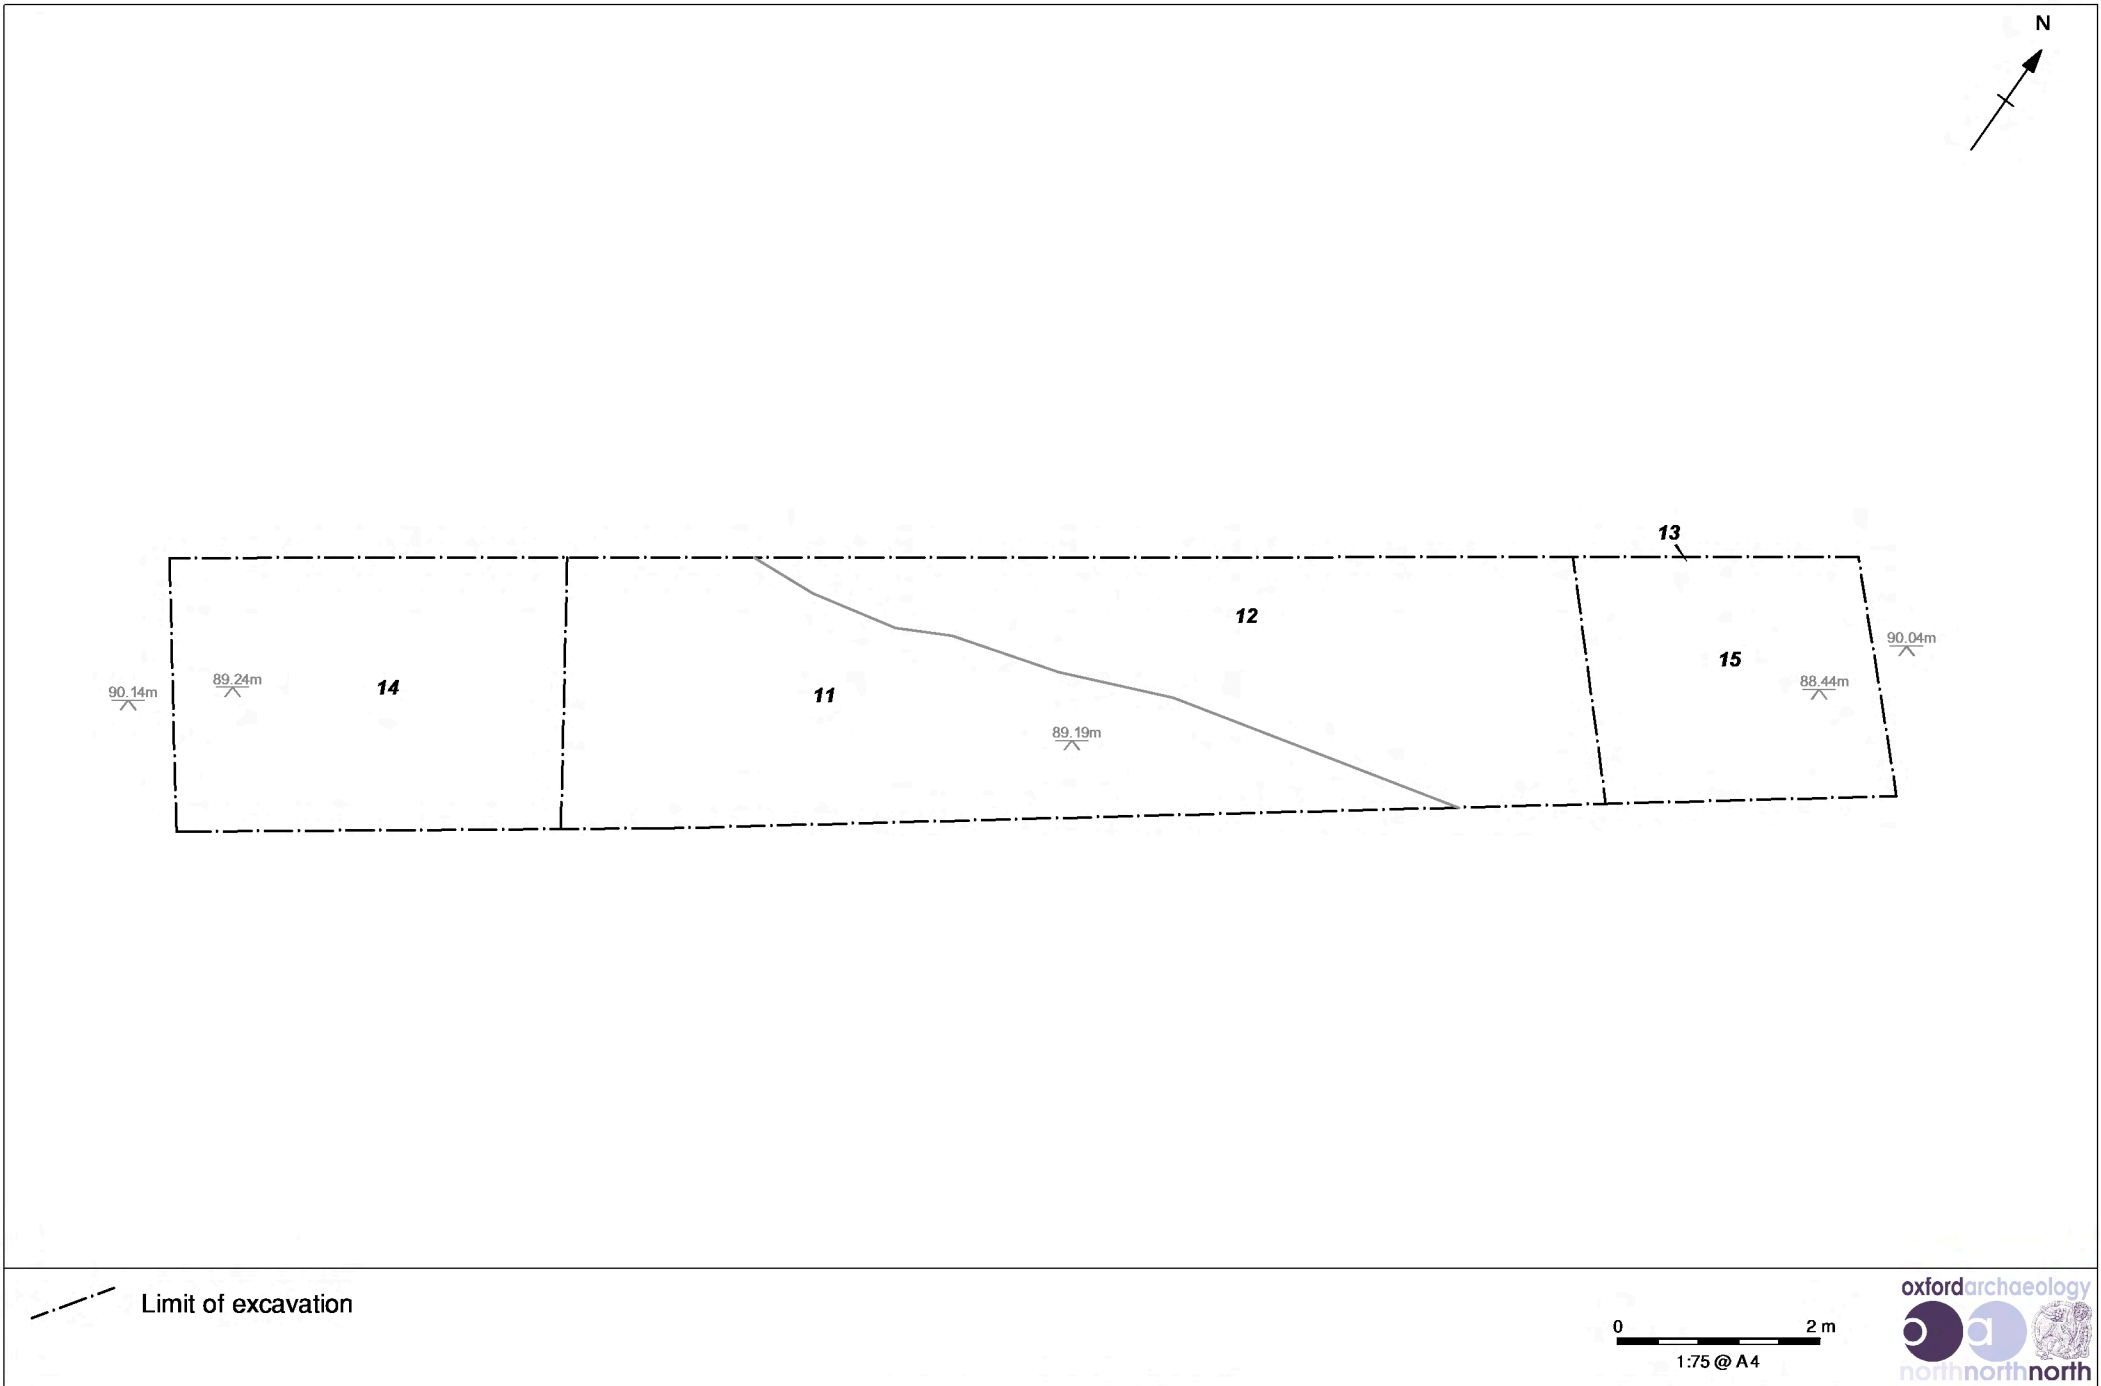 N
13
12
15
90.04m
14
89.24m
90.14m
11
88.44m
89.19m
Limit of excavation
0 2 m
1:75 @ A4
oxfordarchaeology
oa
northnorthnorth